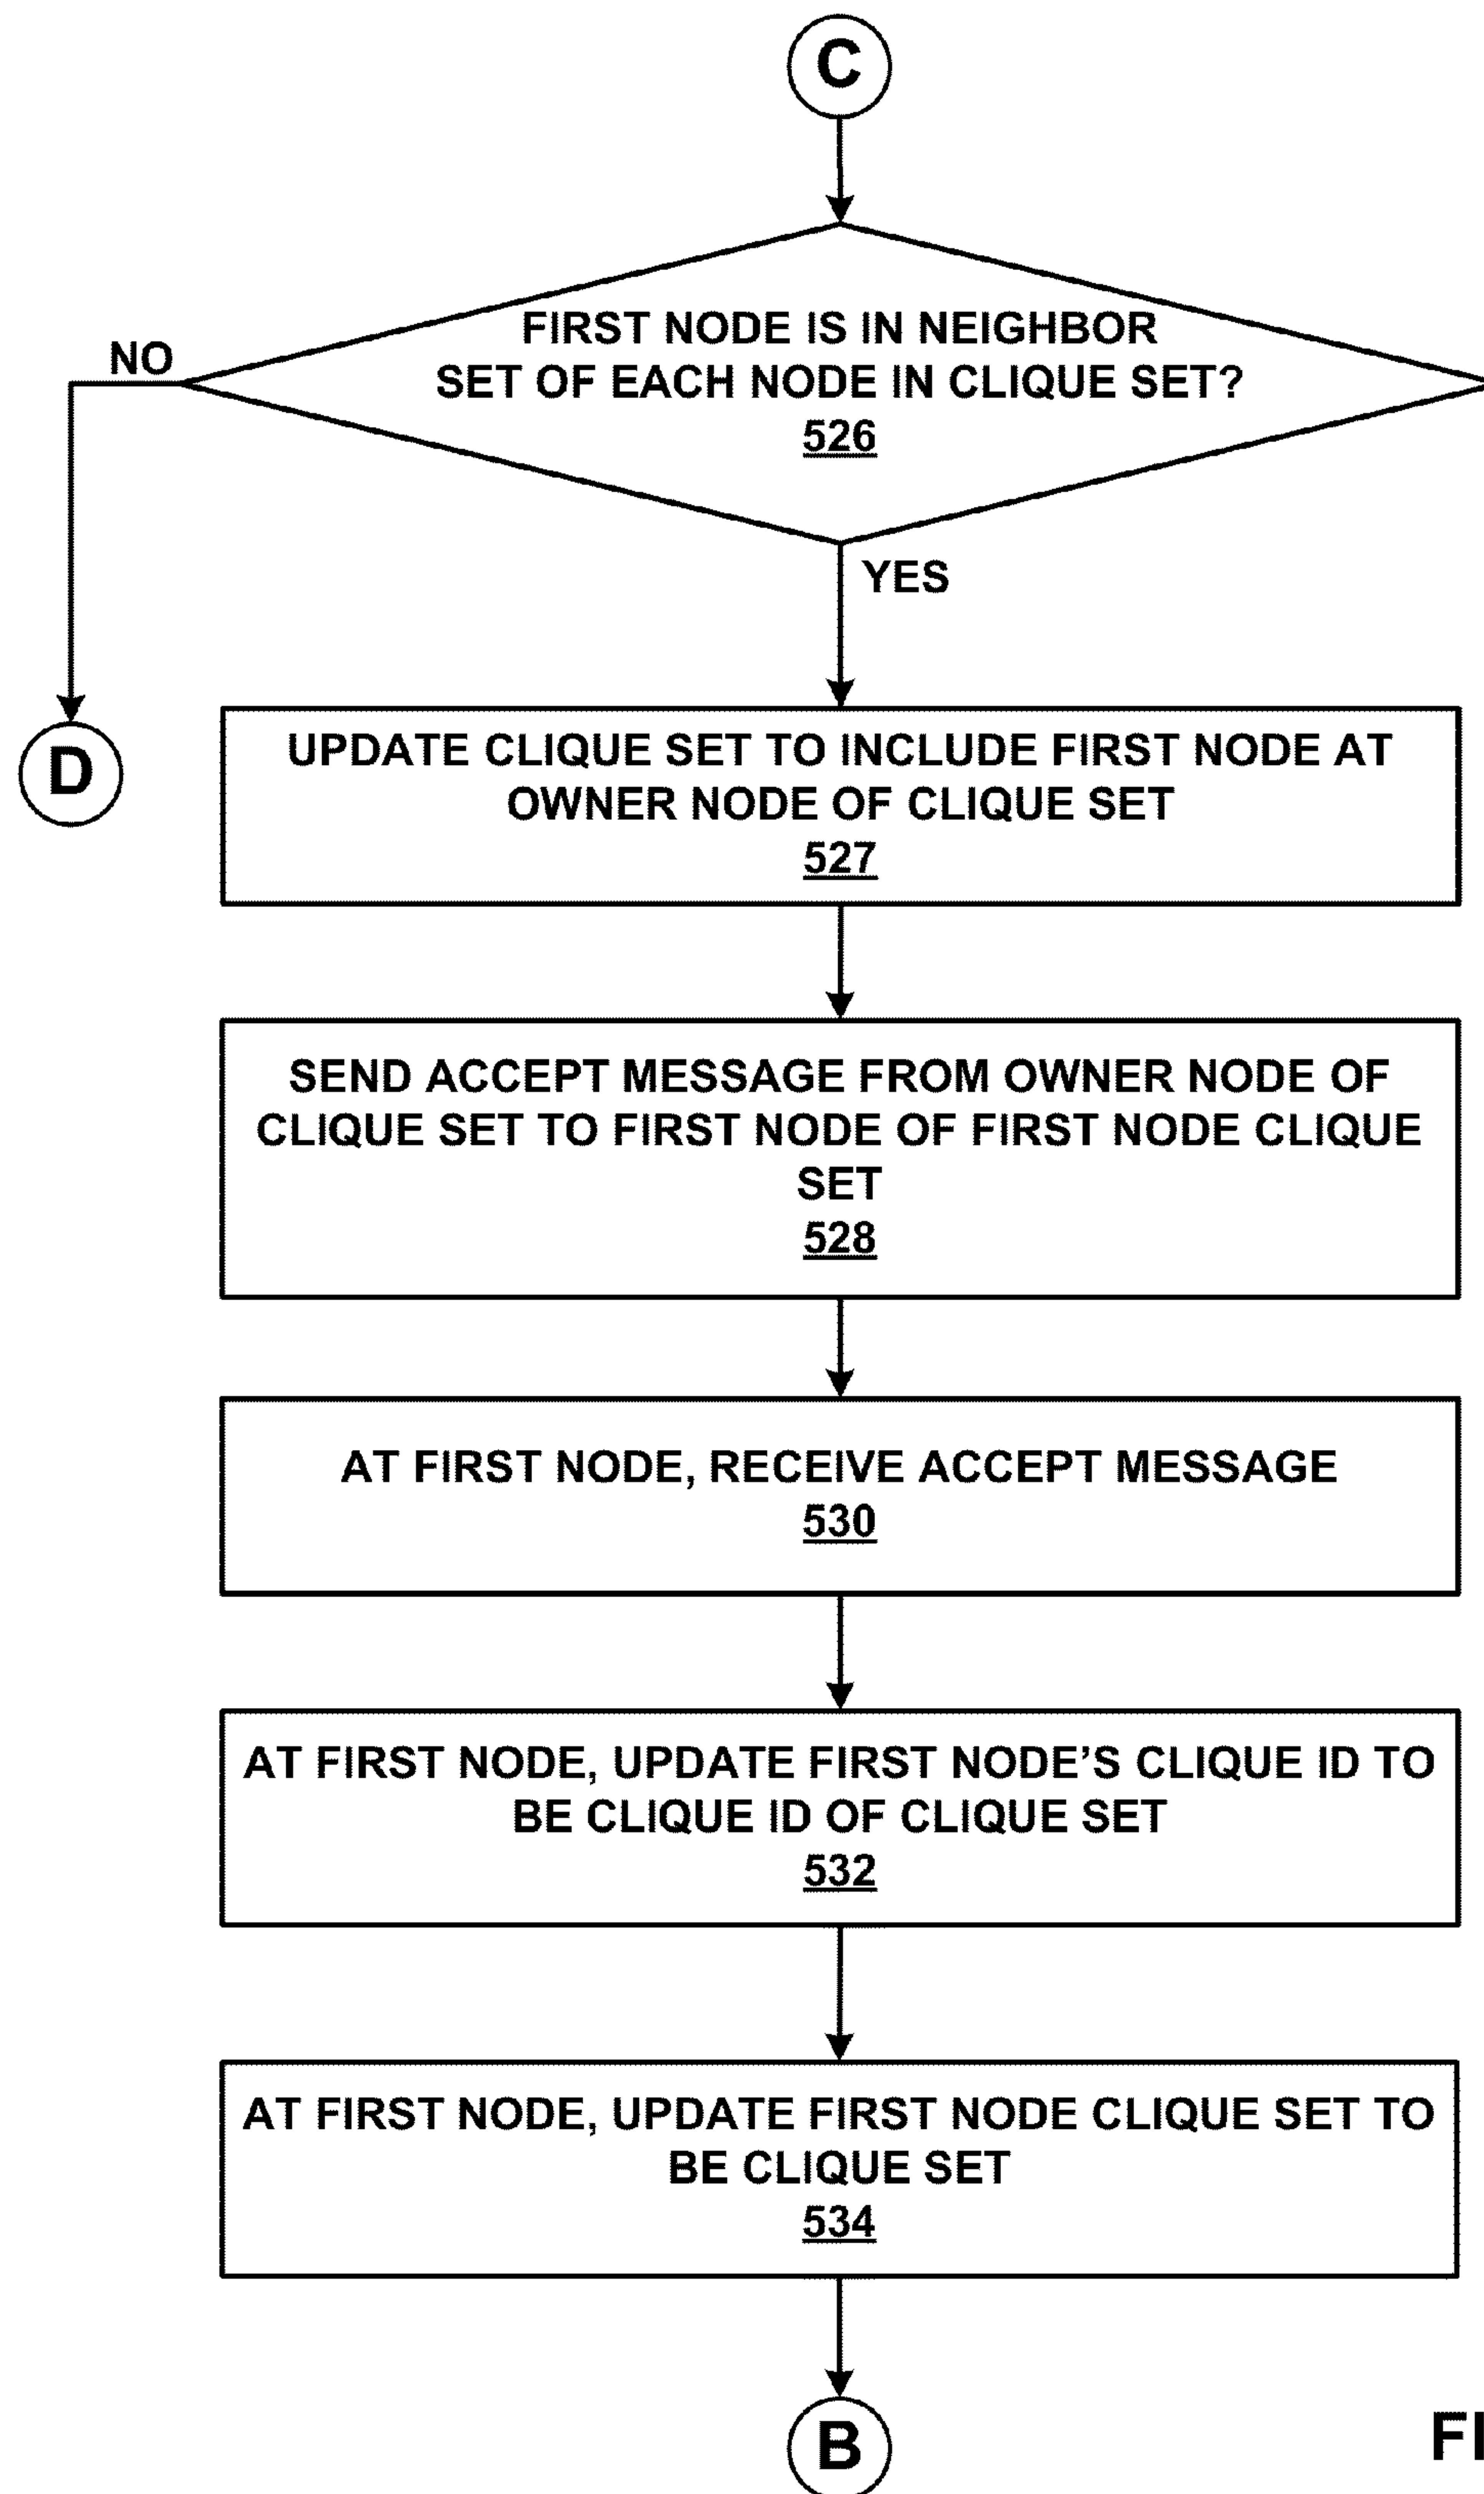 C
FIRST NODE IS IN NEIGHBOR
SET OF EACH NODE IN CLIQUE SET?
526
NO
YES
D
UPDATE CLIQUE SET TO INCLUDE FIRST NODE AT
OWNER NODE OF CLIQUE SET
527
SEND ACCEPT MESSAGE FROM OWNER NODE OF
CLIQUE SET TO FIRST NODE OF FIRST NODE CLIQUE
SET
528
AT FIRST NODE, RECEIVE ACCEPT MESSAGE
530
AT FIRST NODE, UPDATE FIRST NODE'S CLIQUE ID TO
BE CLIQUE ID OF CLIQUE SET
532
AT FIRST NODE, UPDATE FIRST NODE CLIQUE SET TO
BE CLIQUE SET
534
B